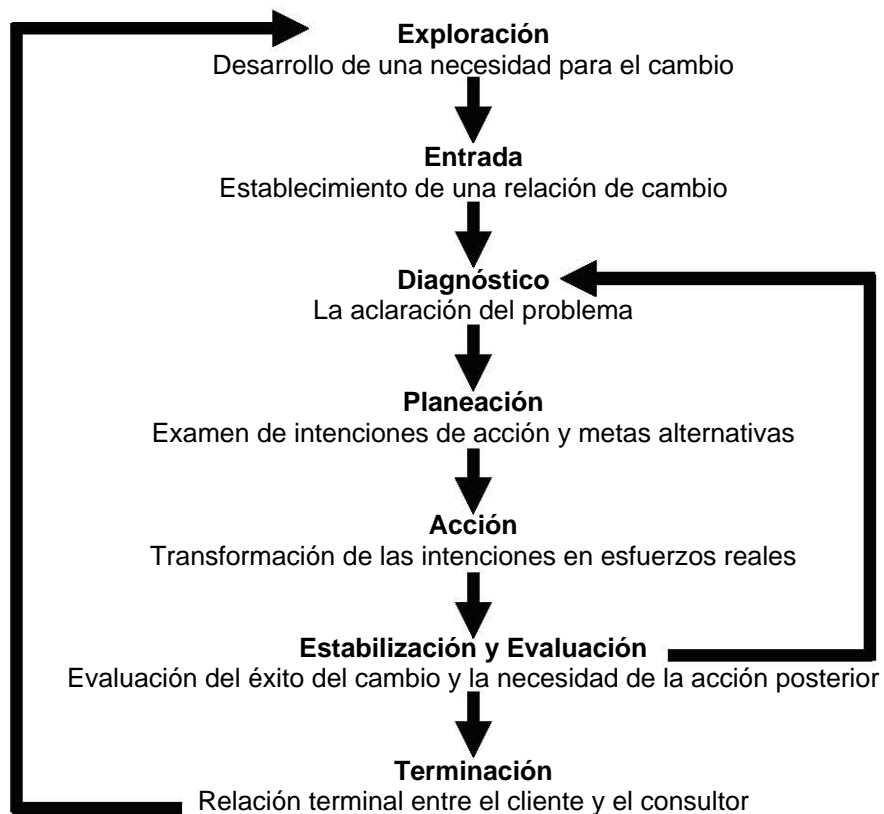 Exploración
Desarrollo de una necesidad para el cambio
Entrada
Establecimiento de una relación de cambio
Diagnóstico
La aclaración del problema
Planeación
Examen de intenciones de acción y metas alternativas
Acción
Transformación de las intenciones en esfuerzos reales
Estabilización y Evaluación
Evaluación del éxito del cambio y la necesidad de la acción posterior
Terminación
Relación terminal entre el cliente y el consultor